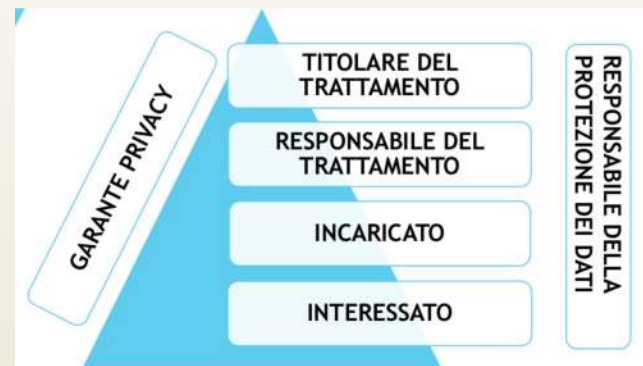 GARANTE PRIVACY
TITOLARE DEL
TRATTAMENTO
RESPONSABILE DEL
TRATTAMENTO
INCARICATO
INTERESSATO
RESPONSABILE DELLA
PROTEZIONE DEI DATI